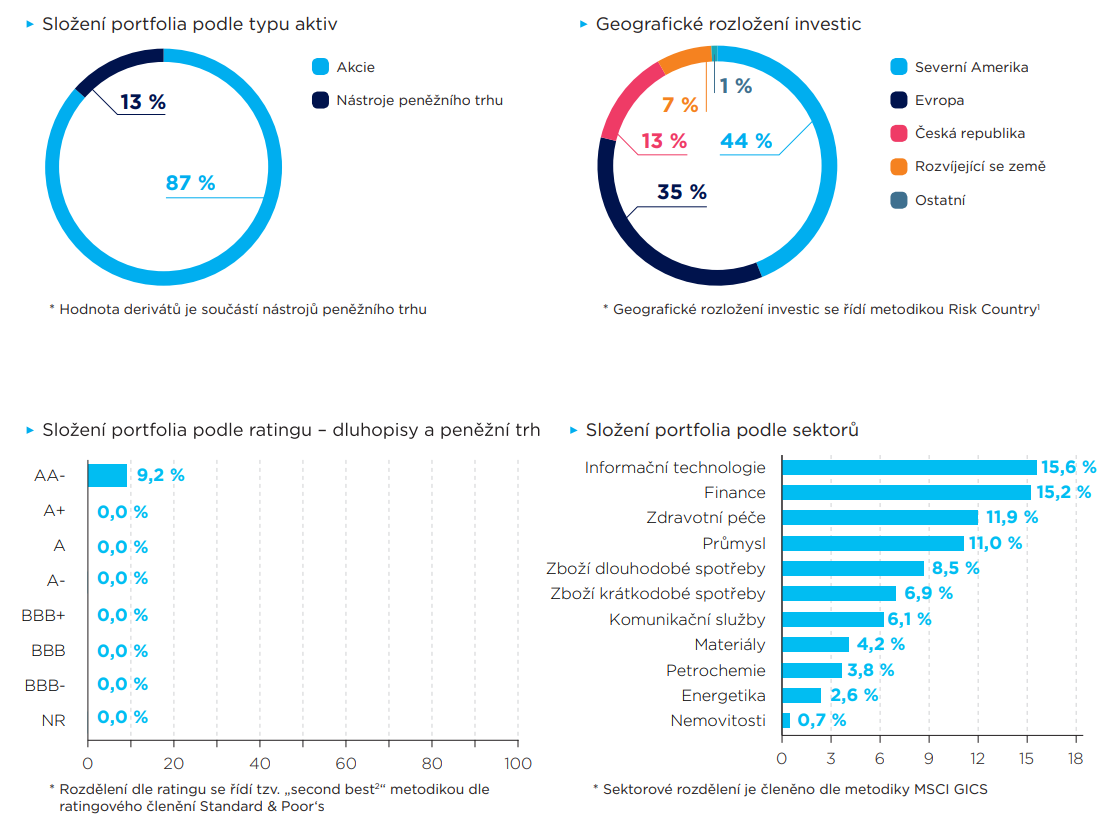 ► Složení portfolia podle typu aktiv
Akcie
Nástroje peněžního trhu
13 %
87 %
* Hodnota derivátů je součástí nástrojů peněžního trhu
► Geografické rozložení investic
1 %
7 %
13 %
44 %
35 %
Severní Amerika
Evropa
Česká republika
Rozvíjející se země
Ostatní
* Geografické rozložení investic se řídí metodikou Risk Country¹
► Složení portfolia podle ratingu – dluhopisy a peněžní trh
AA- 9,2 %
A+ 0,0 %
A 0,0 %
A- 0,0 %
BBB+ 0,0 %
BBB 0,0 %
BBB- 0,0 %
NR 0,0 %
0 20 40 60 80 100
* Rozdělení dle ratingu se řídí tzv. „second best²“ metodikou dle
ratingového členění Standard & Poor‘s
► Složení portfolia podle sektorů
Informační technologie 15,6 %
Finance 15,2 %
Zdravotní péče 11,9 %
Průmysl 11,0 %
Zboží dlouhodobé spotřeby 8,5 %
Zboží krátkodobé spotřeby 6,9 %
Komunikační služby 6,1 %
Materiály 4,2 %
Petrochemie 3,8 %
Energetika 2,6 %
Nemovitosti 0,7 %
0 3 6 9 12 15 18
* Sektorové rozdělení je členěno dle metodiky MSCI GICS